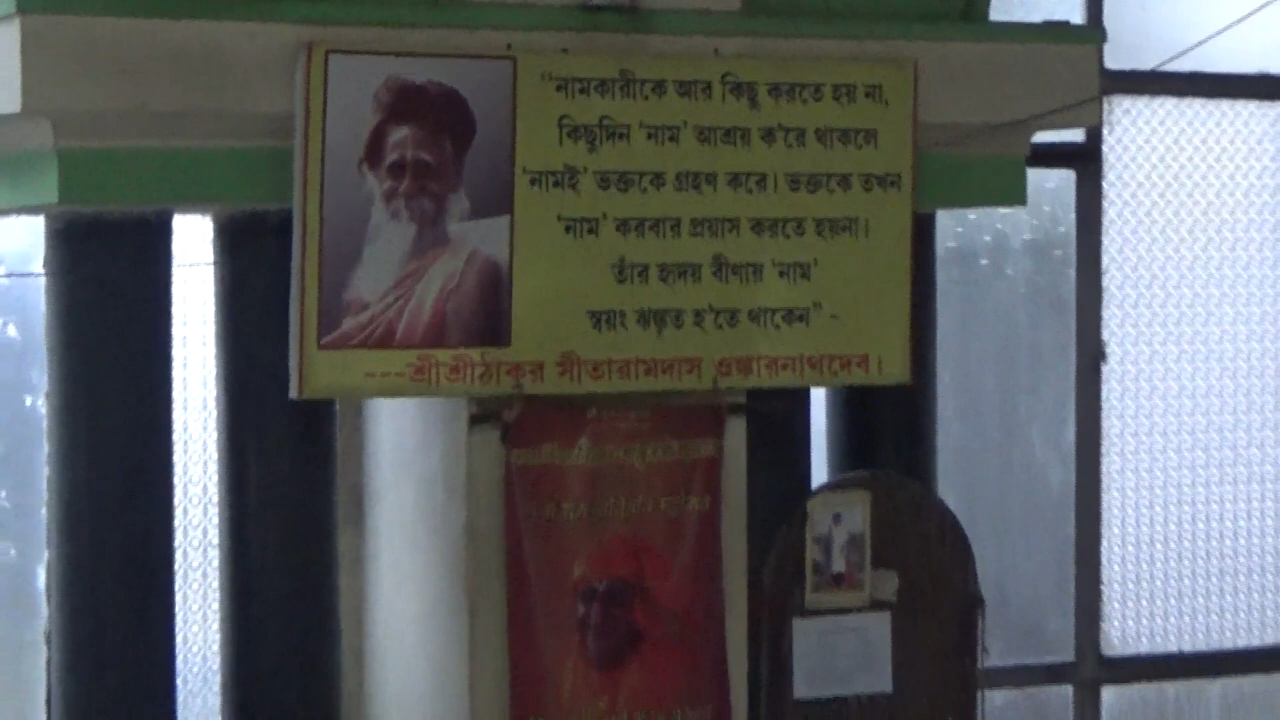 “নামকারীকে আর কিছু করতে হয় না,
কিছুদিন ‘নাম’ আশ্রয় ক’রে থাকলে
‘নামই’ ভক্তকে গ্রহণ করে। ভক্তকে তখন
‘নাম’ করবার প্রয়াস করতে হয়না।
তাঁর হৃদয় বীণায় ‘নাম’
স্বয়ং ঝঙ্কৃত হ’তে থাকেন” -
-----শ্রীশ্রীঠাকুর সীতারামদাস ওঙ্কারনাথদেব।